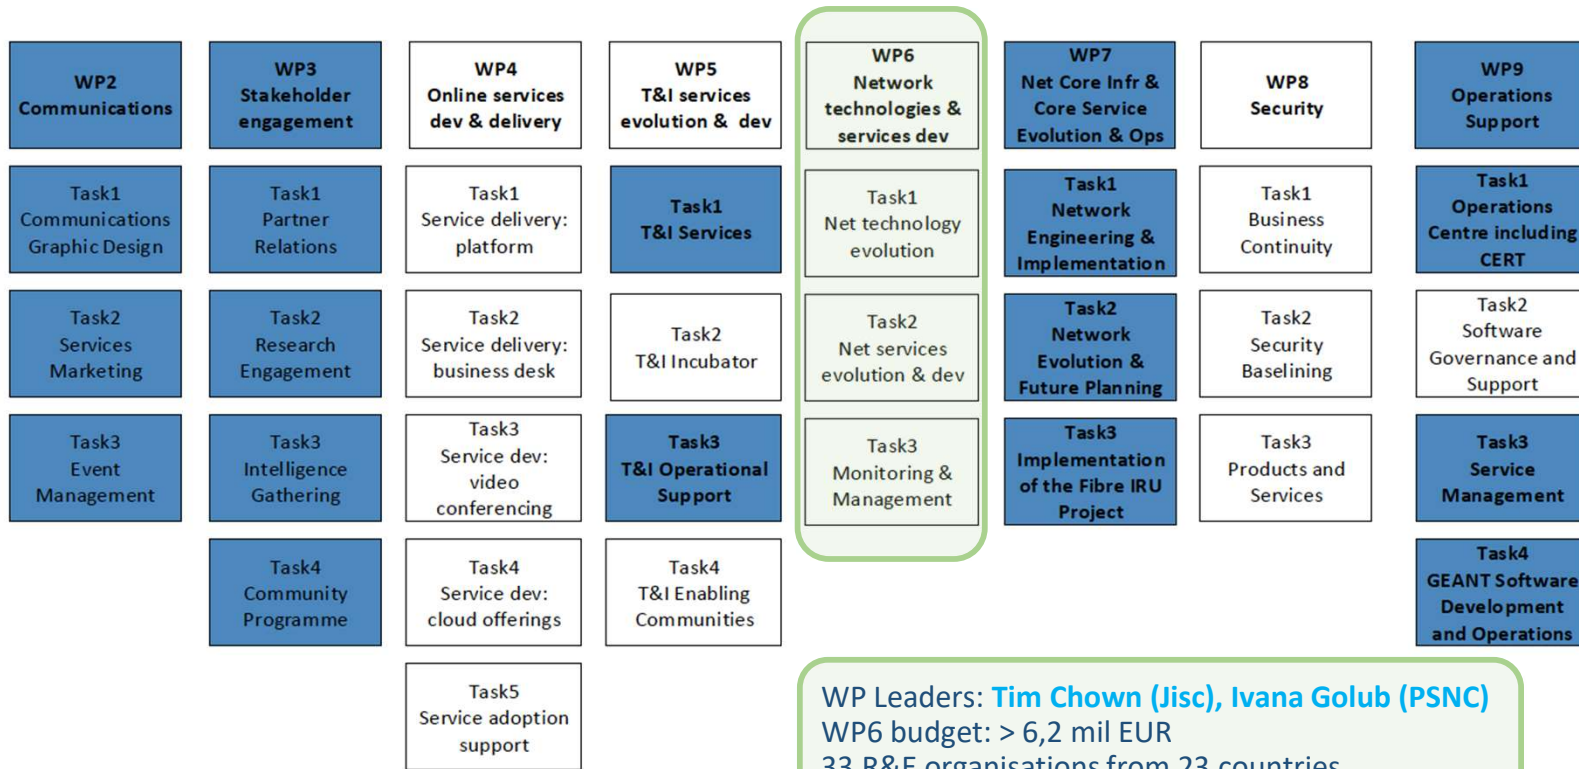 WP2
Communications
Task1
Communications
Graphic Design
Task2
Services
Marketing
Task3
Event
Management
WP3
Stakeholder
engagement
Task1
Partner
Relations
Task2
Research
Engagement
Task3
Intelligence
Gathering
Task4
Community
Programme
WP4
Online services
dev & delivery
Task1
Service delivery:
platform
Task2
Service delivery:
business desk
Task3
Service dev:
video
conferencing
Task4
Service dev:
cloud offerings
Task5
Service adoption
support
WP5
T&I services
evolution & dev
Task1
T&I Services
Task2
T&I Incubator
Task3
T&I Operational
Support
Task4
T&I Enabling
Communities
WP6
Network
technologies &
services dev
Task1
Net technology
evolution
Task2
Net services
evolution & dev
Task3
Monitoring &
Management
WP7
Net Core Infr &
Core Service
Evolution & Ops
Task1
Network
Engineering &
Implementation
Task2
Network
Evolution &
Future Planning
Task3
Implementation
of the Fibre IRU
Project
WP8
Security
Task1
Business
Continuity
Task2
Security
Baselining
Task3
Products and
Services
WP9
Operations
Support
Task1
Operations
Centre including
CERT
Task2
Software
Governance and
Support
Task3
Service
Management
Task4
GEANT Software
Development
and Operations
WP Leaders: Tim Chown (Jisc), Ivana Golub (PSNC)
WP6 budget: > 6,2 mil EUR
33 R&E organisations from 23 countries